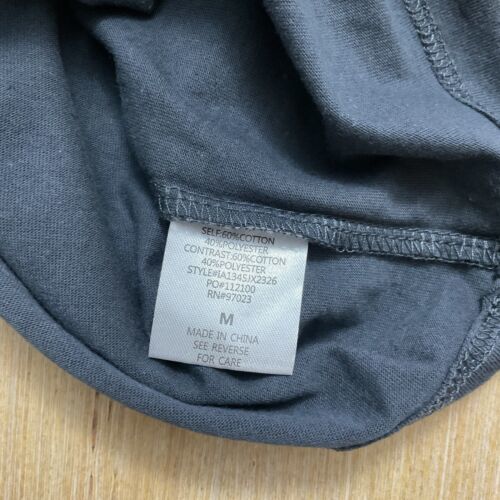 SELF:60%COTTON
40%POLYESTER
CONTRAST:60%COTTON
40%POLYESTER
STYLE#IA1345JX2326
PO#112100
RN#97023
M
MADE IN CHINA
SEE REVERSE
FOR CARE